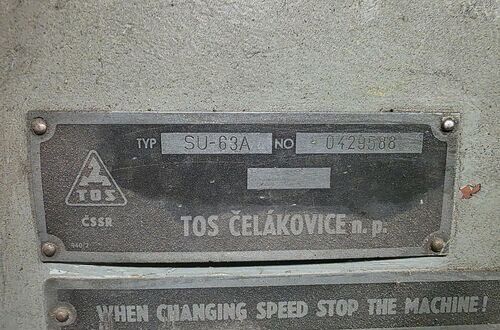 TYP SU-63A NO 0429588
TOS
ČSSR
TOS ČELÁKOVICE n. p.
WHEN CHANGING SPEED STOP THE MACHINE!